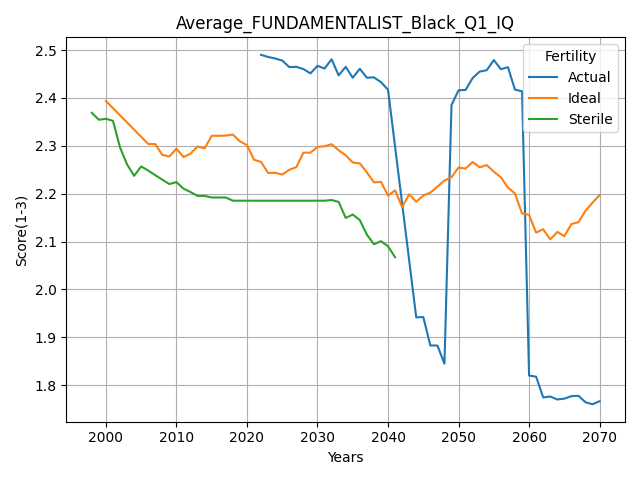 Average_FUNDAMENTALIST_Black_Q1_IQ
Score(1-3)
2.5
2.4
2.3
2.2
2.1
2.0
1.9
1.8
Fertility
Actual
Ideal
Sterile
2000 2010 2020 2030 2040 2050 2060 2070
Years